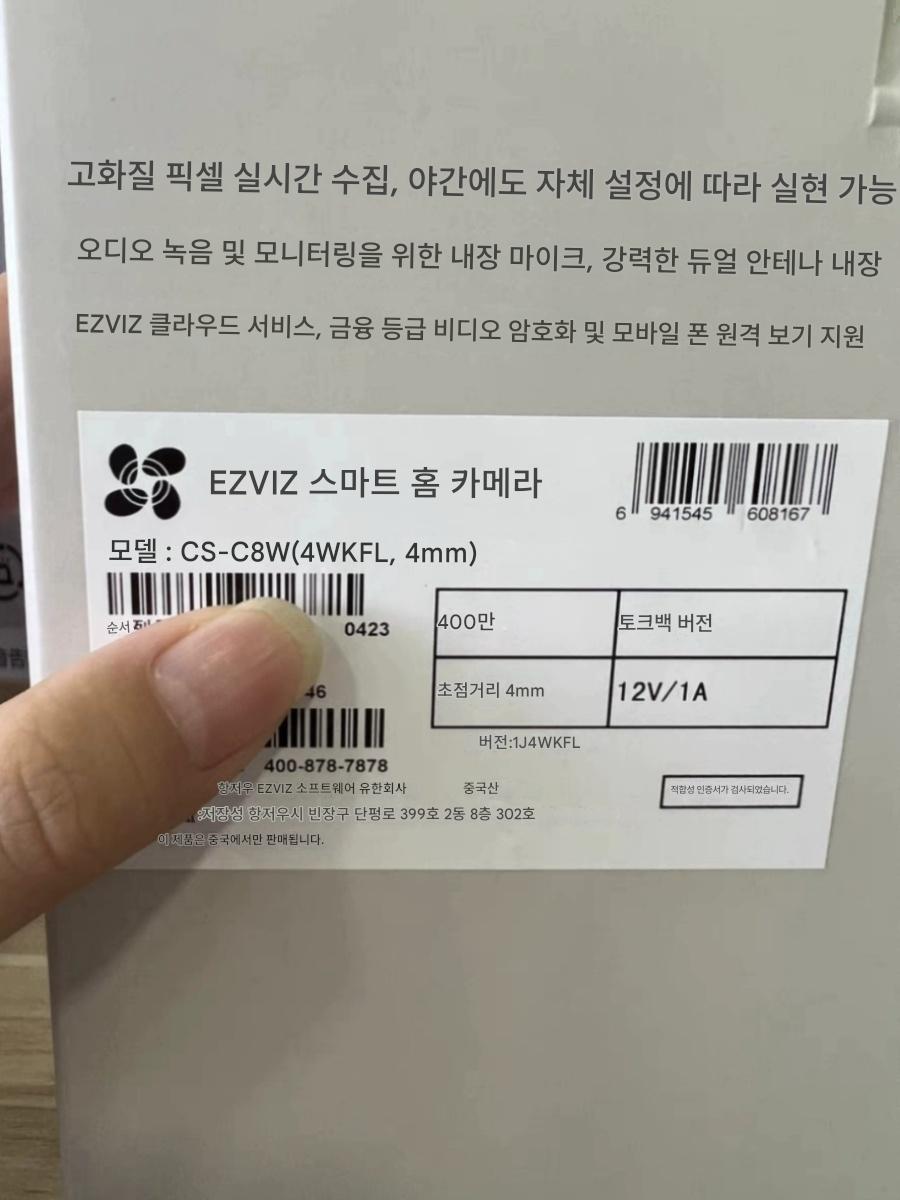 고화질 픽셀 실시간 수집, 야간에도 자체 설정에 따라 실현 가능
오디오 녹음 및 모니터링을 위한 내장 마이크, 강력한 듀얼 안테나 내장
EZVIZ 클라우드 서비스, 금융 등급 비디오 암호화 및 모바일 폰 원격 보기 지원
EZVIZ 스마트 홈 카메라
6 941545 608167
모델 : CS-C8W(4WKFL, 4mm)
순서 0423
400만 토크백 버전
46
초점거리 4mm 12V/1A
버전:1J4WKFL
400-878-7878
항저우 EZVIZ 소프트웨어 유한회사 중국산
적합성 인증서가 검사되었습니다.
:저장성 항저우시 빈장구 단평로 399호 2동 8층 302호
이 제품은 중국에서만 판매됩니다.